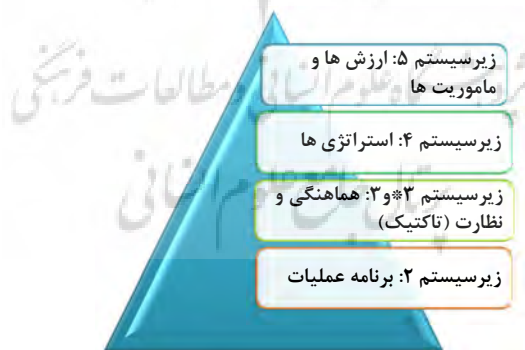 زیرسیستم ۵: ارزش ها و
ماموریت ها
زیرسیستم ۴: استراتژی ها
زیرسیستم ۳*و۳: هماهنگی و
نظارت (تاکتیک)
زیرسیستم ۲: برنامه عملیات